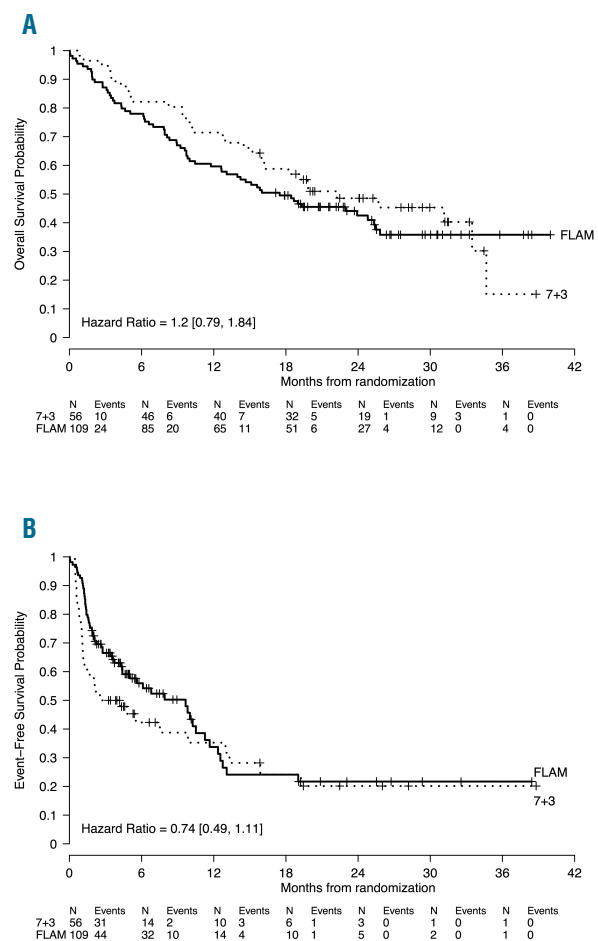 A
Overall Survival Probability
1
0.9
0.8
0.7
0.6
0.5
0.4
0.3
0.2
0.1
0
FLAM
7+3
Hazard Ratio = 1.2 [0.79, 1.84]
0 6 12 18 24 30 36 42
Months from randomization
N Events N Events N Events N Events N Events N Events N Events
7+3 56 10 46 6 40 7 32 5 19 1 9 3 1 0
FLAM 109 24 85 20 65 11 51 6 27 4 12 0 4 0
B
Event–Free Survival Probability
1
0.9
0.8
0.7
0.6
0.5
0.4
0.3
0.2
0.1
0
FLAM
7+3
Hazard Ratio = 0.74 [0.49, 1.11]
0 6 12 18 24 30 36 42
Months from randomization
N Events N Events N Events N Events N Events N Events N Events
7+3 56 31 14 2 10 3 6 1 3 0 1 0 1 0
FLAM 109 44 32 10 14 4 10 1 5 0 2 0 1 0